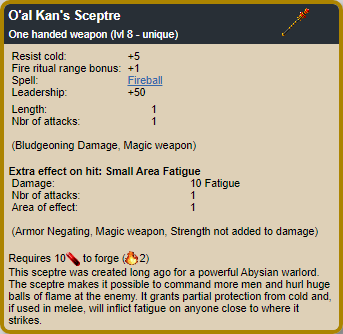 O'al Kan's Sceptre
One handed weapon (lvl 8 - unique)
Resist cold: +5
Fire ritual range bonus: +1
Spell: Fireball
Leadership: +50
Length: 1
Nbr of attacks: 1
(Bludgeoning Damage, Magic weapon)
Extra effect on hit: Small Area Fatigue
Damage: 10 Fatigue
Nbr of attacks: 1
Area of effect: 1
(Armor Negating, Magic weapon, Strength not added to damage)
Requires 10 to forge (2)
This sceptre was created long ago for a powerful Abysian warlord.
The sceptre makes it possible to command more men and hurl huge
balls of flame at the enemy. It grants partial protection from cold and,
if used in melee, will inflict fatigue on anyone close to where it
strikes.